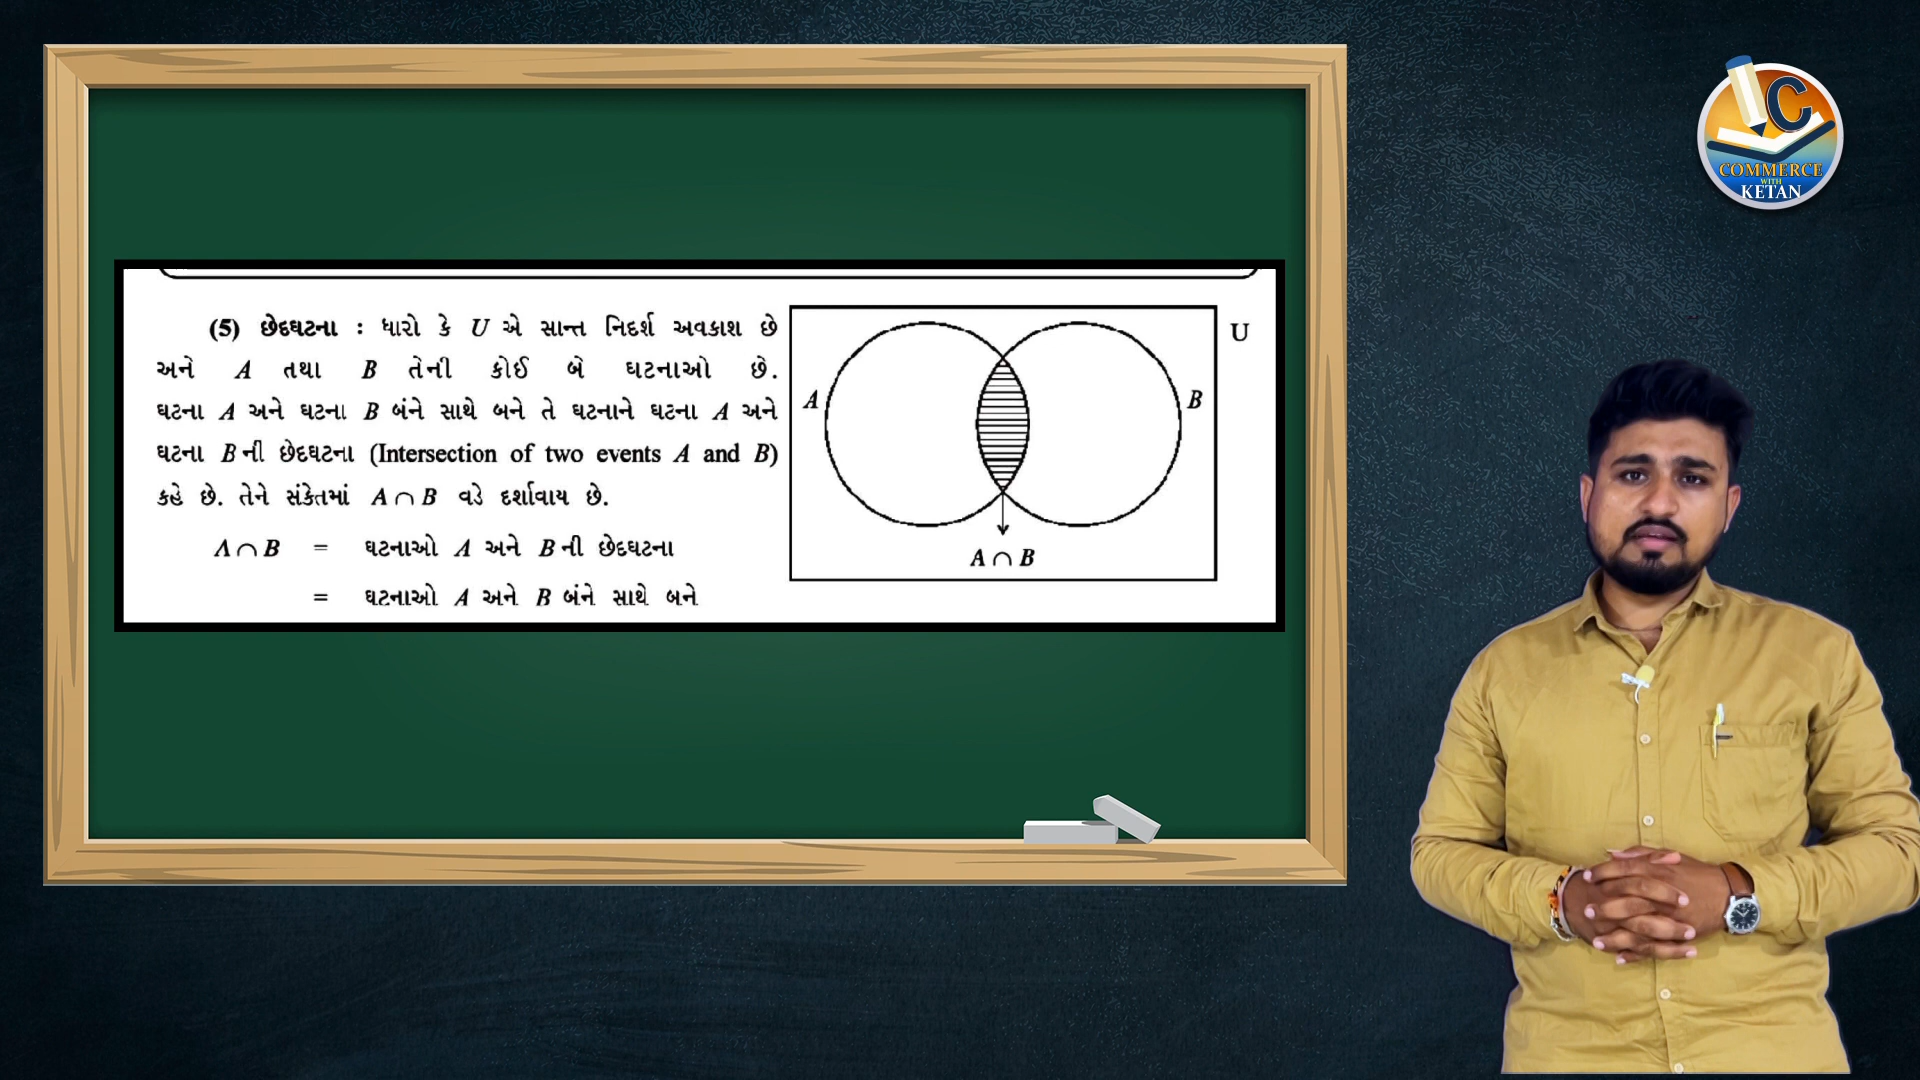 (5) છેદઘટના : ધારો કે U એ સાન્ત નિદર્શ અવકાશ છે
અને A તથા B તેની કોઈ બે ઘટનાઓ છે.
ઘટના A અને ઘટના B બંને સાથે બને તે ઘટનાને ઘટના A અને
ઘટના B ની છેદઘટના (Intersection of two events A and B)
કહે છે. તેને સંકેતમાં A ∩ B વડે દર્શાવાય છે.
A ∩ B = ઘટનાઓ A અને B ની છેદઘટના
= ઘટનાઓ A અને B બંને સાથે બને
U
A
B
A ∩ B
C
COMMERCE
WITH
KETAN